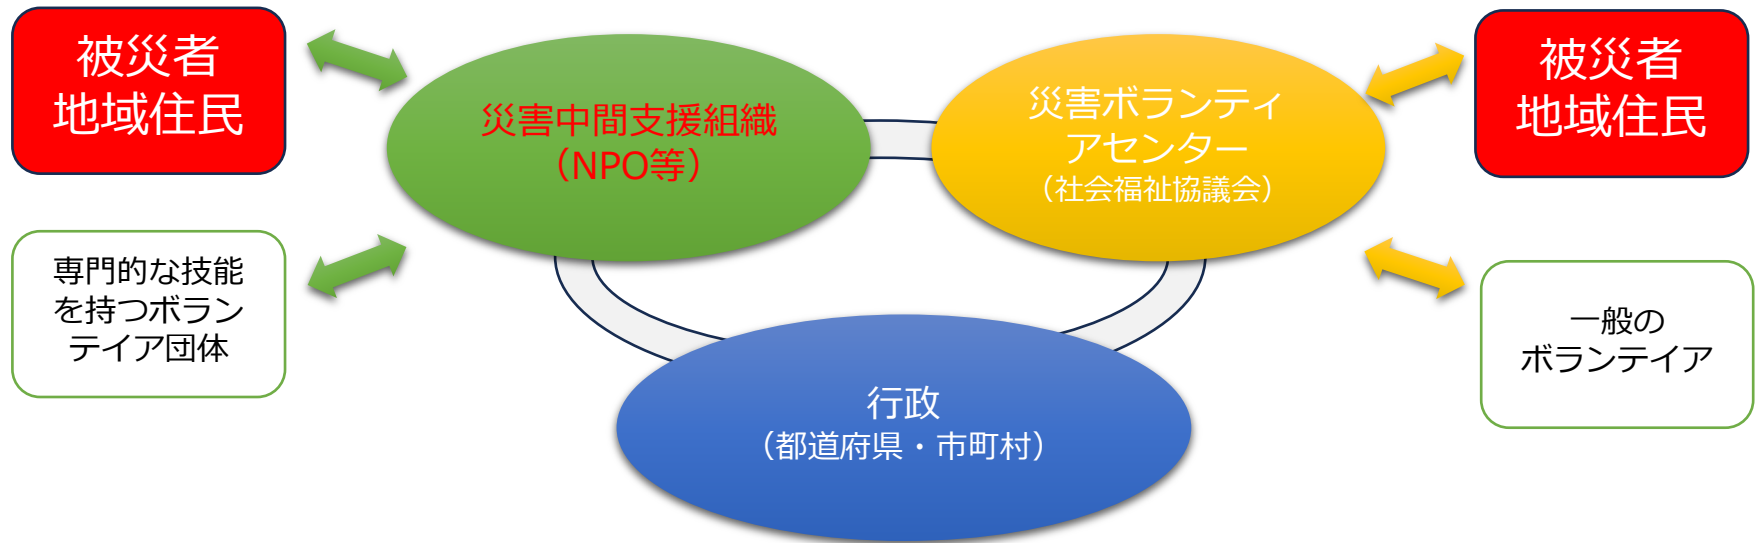 被災者
地域住民
専門的な技能
を持つボラン
テイア団体
災害中間支援組織
（NPO等）
災害ボランティ
アセンター
（社会福祉協議会）
行政
（都道府県・市町村）
被災者
地域住民
一般の
ボランテイア